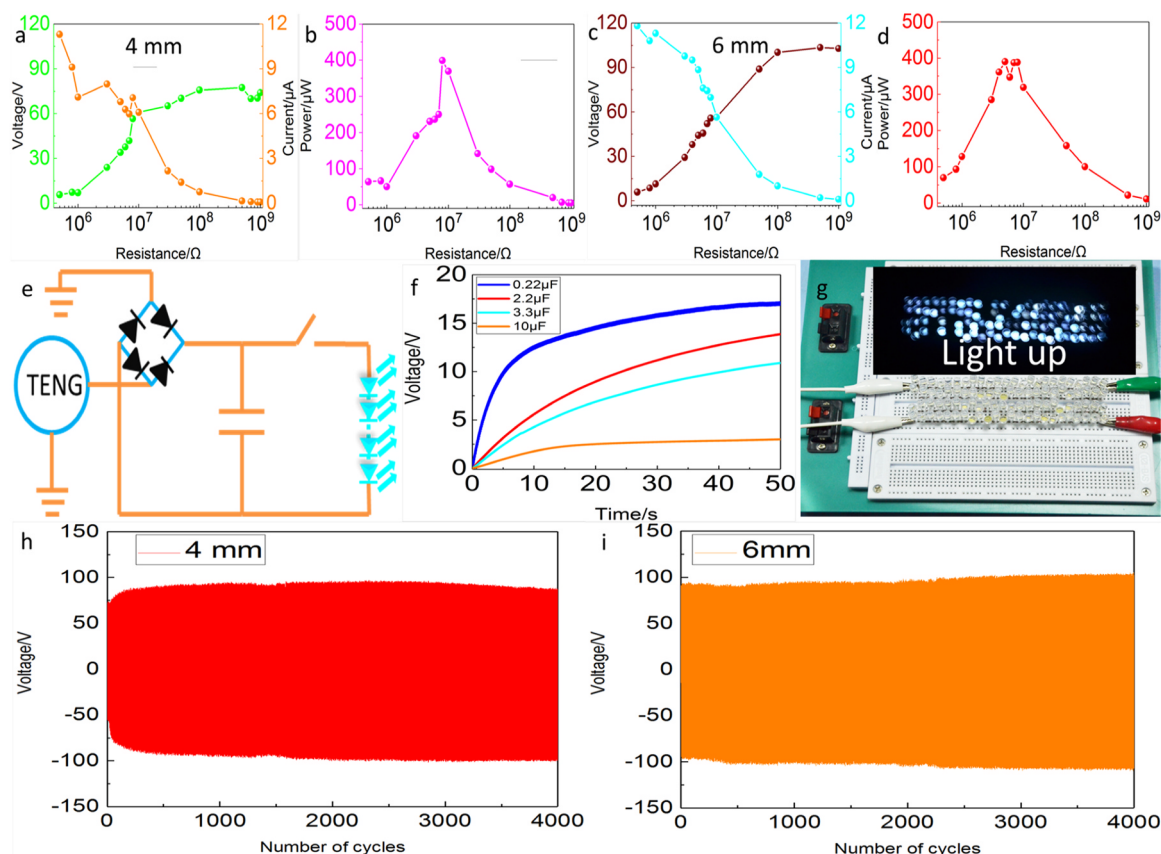 a
4 mm
Voltage/V
120
90
60
30
0
12
9
6
3
0
Current/µA
10⁶ 10⁷ 10⁸ 10⁹
Resistance/Ω
b
Power/µW
500
400
300
200
100
0
10⁶ 10⁷ 10⁸ 10⁹
Resistance/Ω
c
6 mm
Voltage/V
120
90
60
30
0
12
9
6
3
0
Current/µA
10⁶ 10⁷ 10⁸ 10⁹
Resistance/Ω
d
Power/µW
500
400
300
200
100
0
10⁶ 10⁷ 10⁸ 10⁹
Resistance/Ω
e
TENG
f
0.22µF
2.2µF
3.3µF
10µF
Voltage/V
20
15
10
5
0
0 10 20 30 40 50
Time/s
g
Light up
h
4 mm
Voltage/V
150
100
50
0
-50
-100
-150
0 1000 2000 3000 4000
Number of cycles
i
6mm
Voltage/V
150
100
50
0
-50
-100
-150
0 1000 2000 3000 4000
Number of cycles